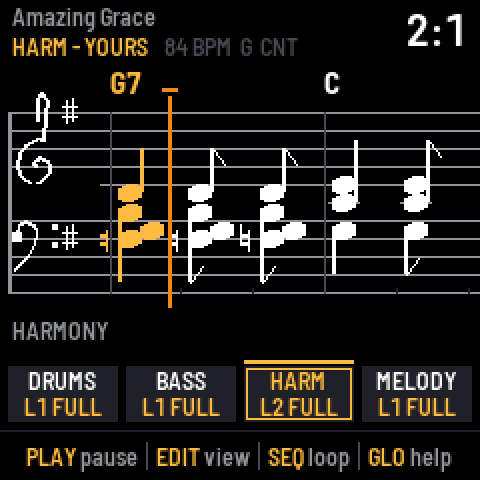 Amazing Grace
2:1
HARM - YOURS 84 BPM G CNT
G7 C
HARMONY
DRUMS BASS HARM MELODY
L1 FULL L1 FULL L2 FULL L1 FULL
PLAY pause | EDIT view | SEQ loop | GLO help